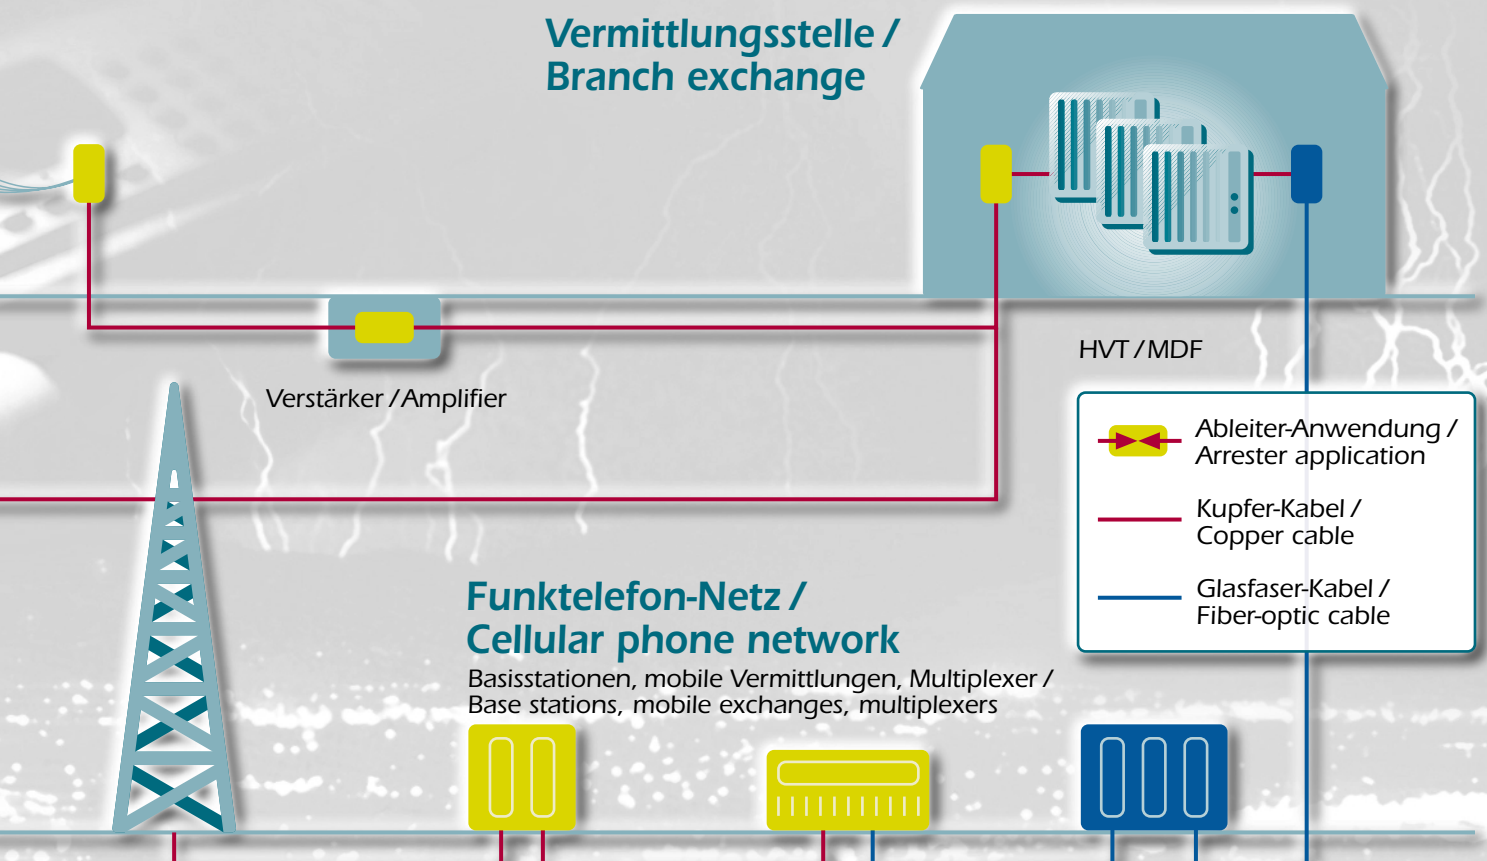 Vermittlungsstelle /
Branch exchange
HVT / MDF
Verstärker / Amplifier
Ableiter-Anwendung /
Arrester application
Kupfer-Kabel /
Copper cable
Glasfaser-Kabel /
Fiber-optic cable
Funktelefon-Netz /
Cellular phone network
Basisstationen, mobile Vermittlungen, Multiplexer /
Base stations, mobile exchanges, multiplexers